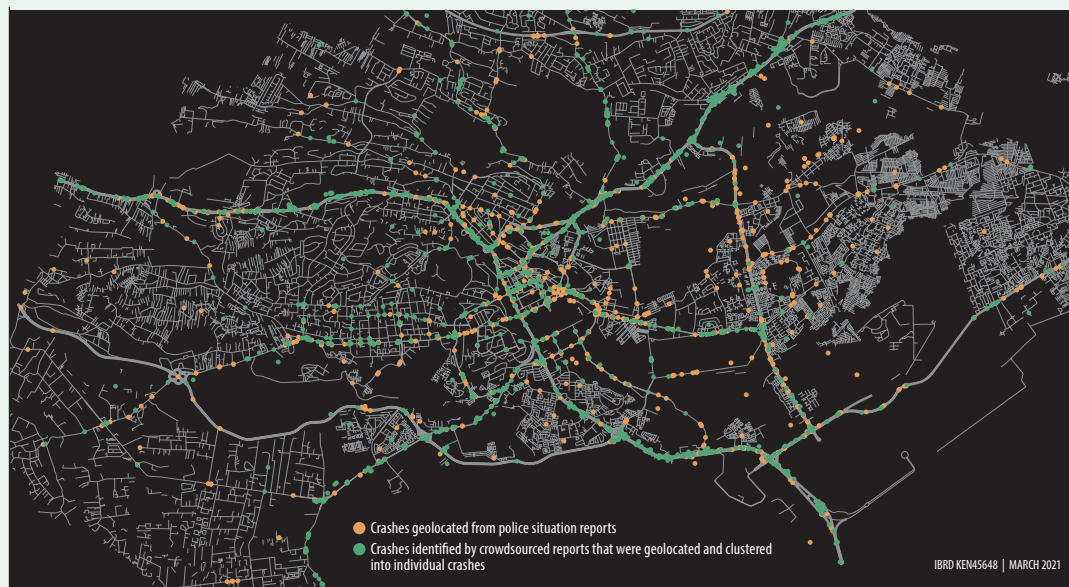 Crashes geolocated from police situation reports
Crashes identified by crowdsourced reports that were geolocated and clustered
into individual crashes
IBRD KEN45648 | MARCH 2021